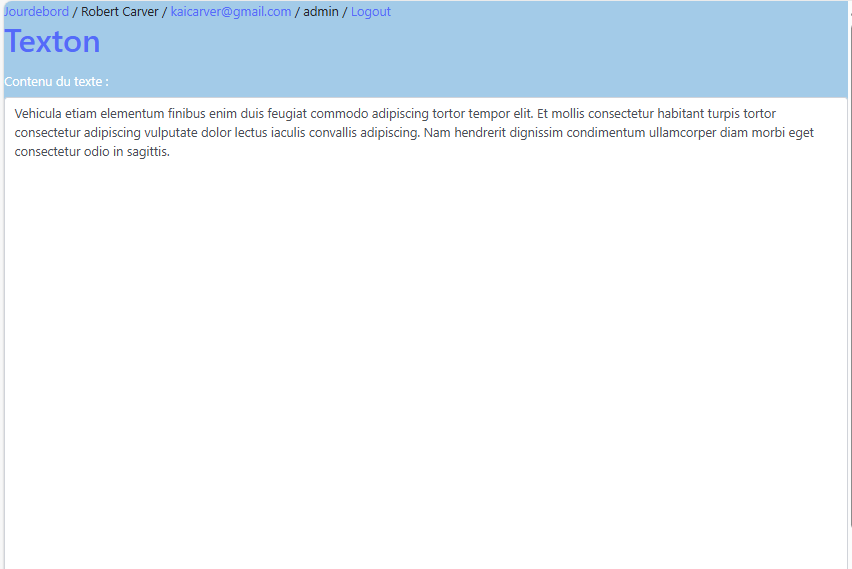 Jourdebord / Robert Carver / kaicarver@gmail.com / admin / Logout
Texton
Contenu du texte :
Vehicula etiam elementum finibus enim duis feugiat commodo adipiscing tortor tempor elit. Et mollis consectetur habitant turpis tortor
consectetur adipiscing vulputate dolor lectus iaculis convallis adipiscing. Nam hendrerit dignissim condimentum ullamcorper diam morbi eget
consectetur odio in sagittis.